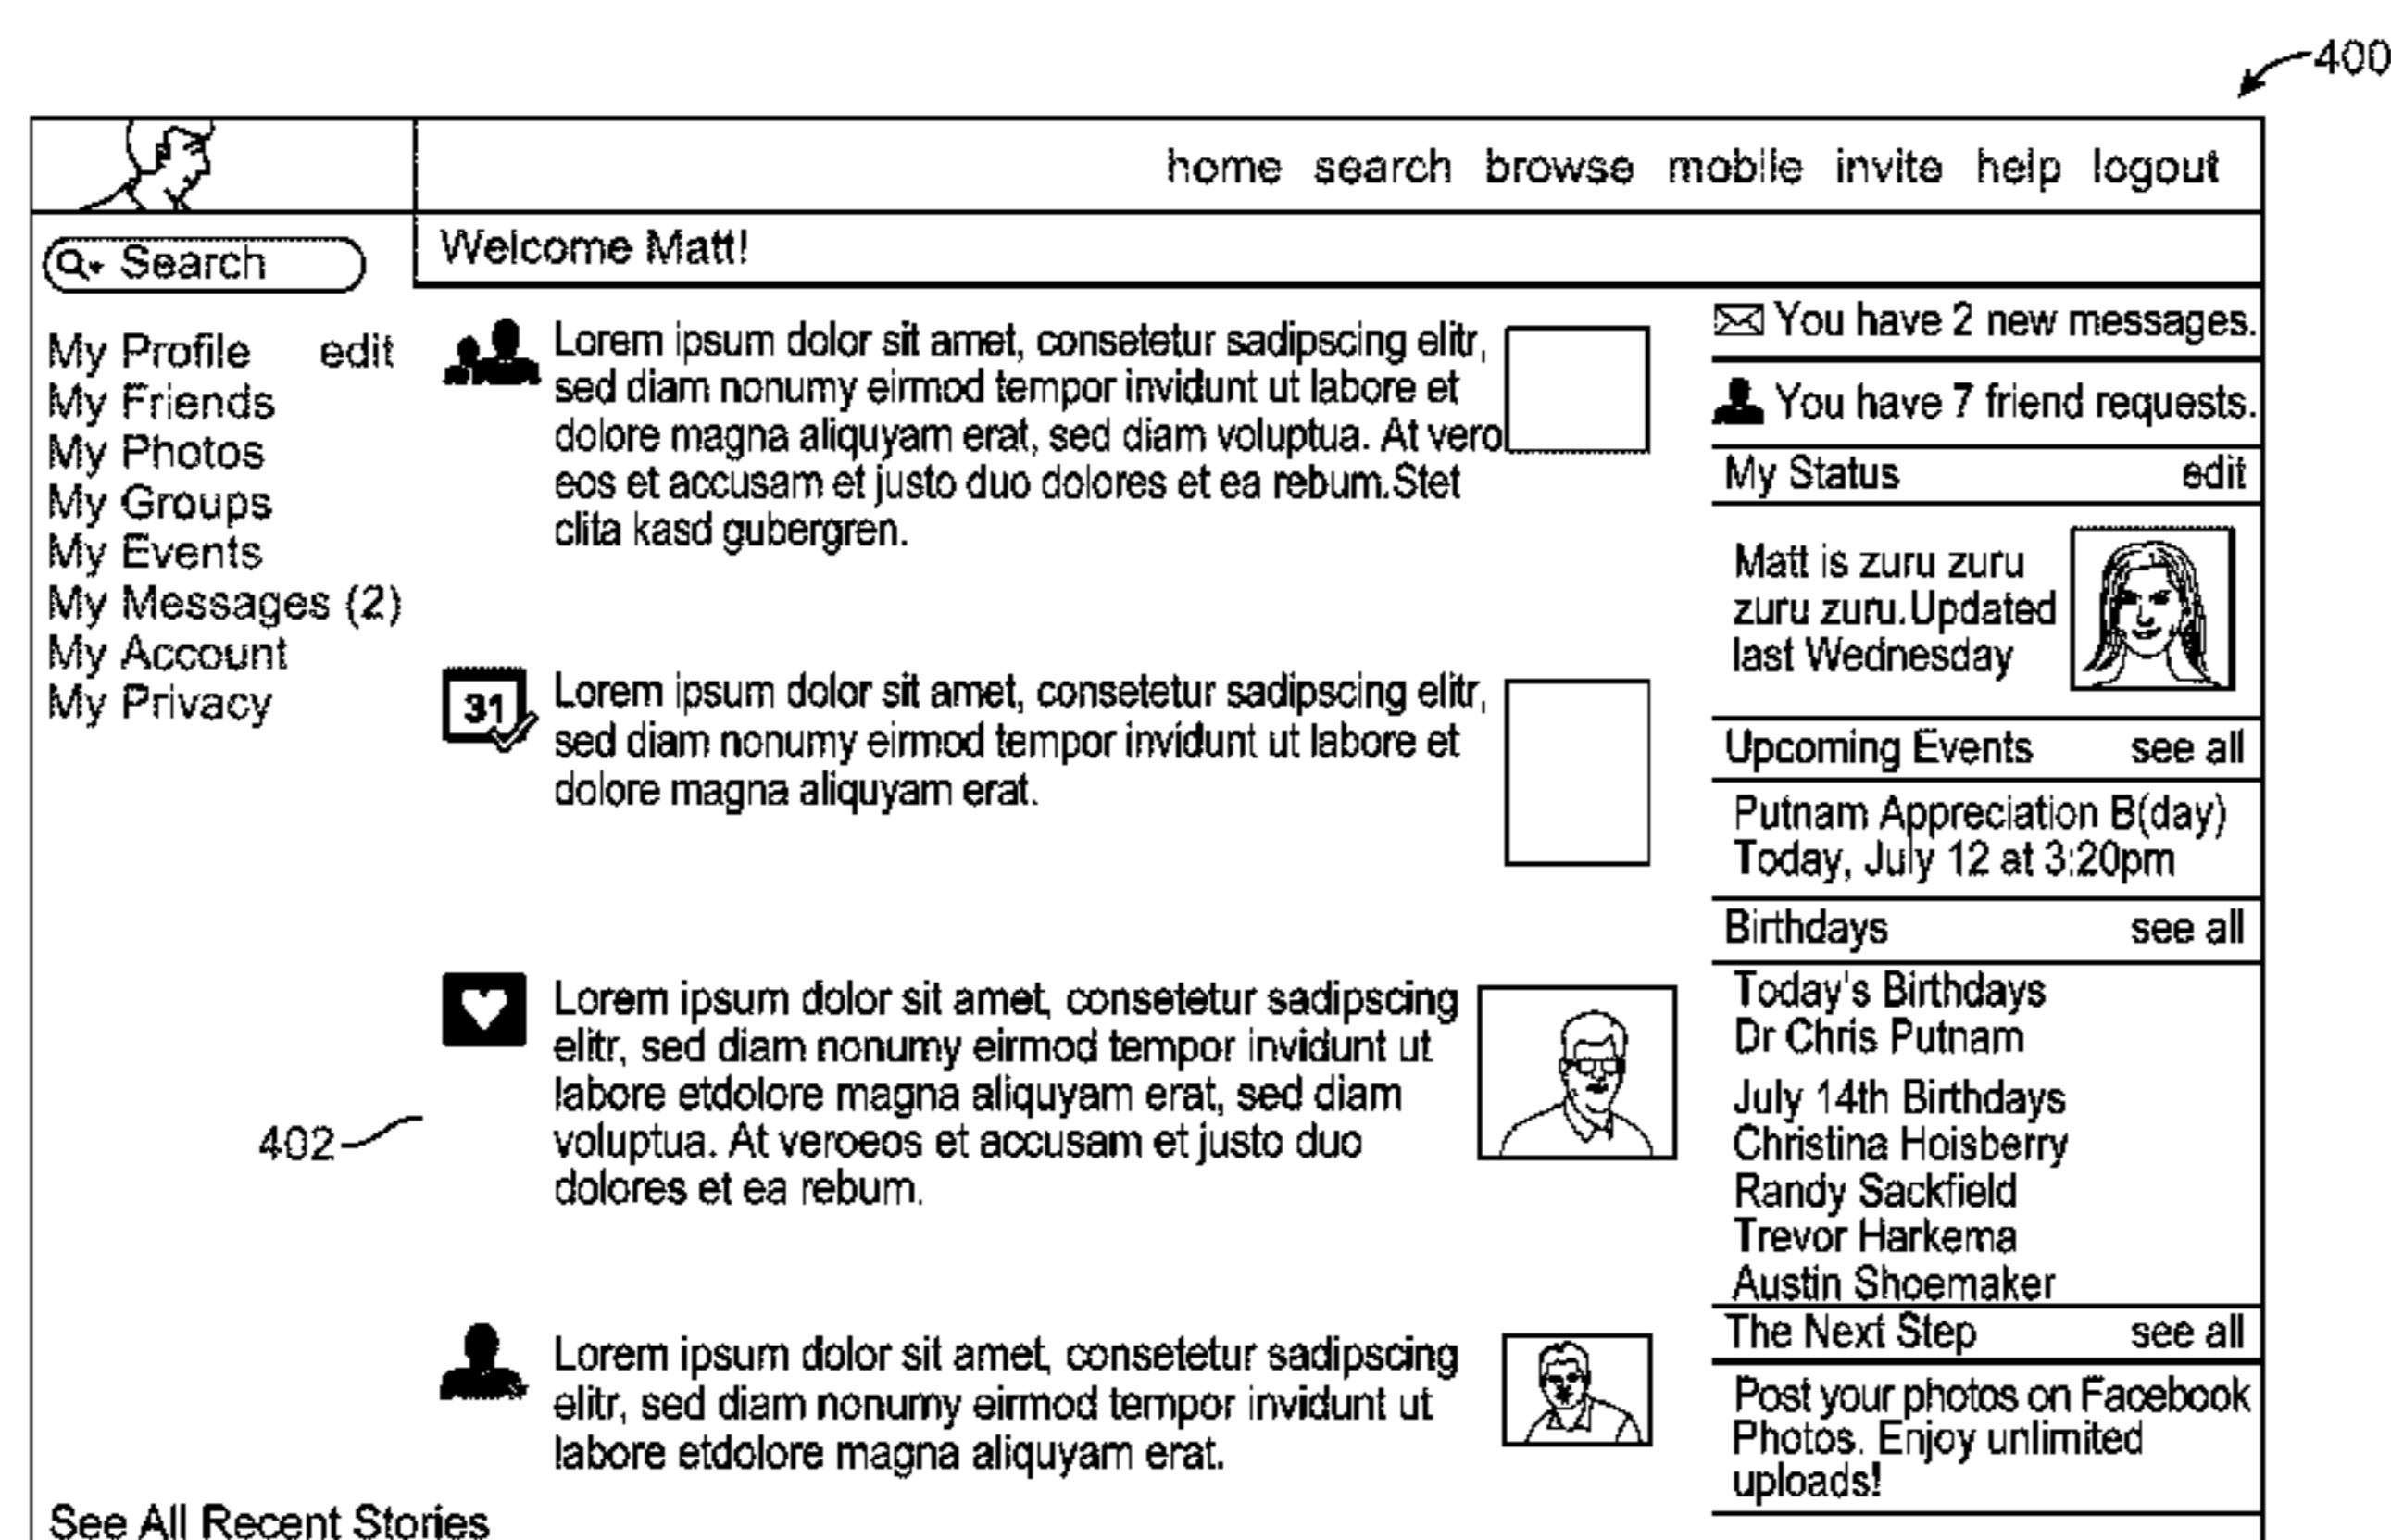 400
home search browse mobile invite help logout
Search
Welcome Matt!
My Profile edit
My Friends
My Photos
My Groups
My Events
My Messages (2)
My Account
My Privacy
Lorem ipsum dolor sit amet, consetetur sadipscing elitr,
sed diam nonumy eirmod tempor invidunt ut labore et
dolore magna aliquyam erat, sed diam voluptua. At vero
eos et accusam et justo duo dolores et ea rebum.Stet
clita kasd gubergren.
31
Lorem ipsum dolor sit amet, consetetur sadipscing elitr,
sed diam nonumy eirmod tempor invidunt ut labore et
dolore magna aliquyam erat.
402
Lorem ipsum dolor sit amet, consetetur sadipscing
elitr, sed diam nonumy eirmod tempor invidunt ut
labore etdolore magna aliquyam erat, sed diam
voluptua. At veroeos et accusam et justo duo
dolores et ea rebum.
Lorem ipsum dolor sit amet, consetetur sadipscing
elitr, sed diam nonumy eirmod tempor invidunt ut
labore etdolore magna aliquyam erat.
See All Recent Stories
You have 2 new messages.
You have 7 friend requests.
My Status edit
Matt is zuru zuru
zuru zuru.Updated
last Wednesday
Upcoming Events see all
Putnam Appreciation B(day)
Today, July 12 at 3:20pm
Birthdays see all
Today's Birthdays
Dr Chris Putnam
July 14th Birthdays
Christina Hoisberry
Randy Sackfield
Trevor Harkema
Austin Shoemaker
The Next Step see all
Post your photos on Facebook
Photos. Enjoy unlimited
uploads!